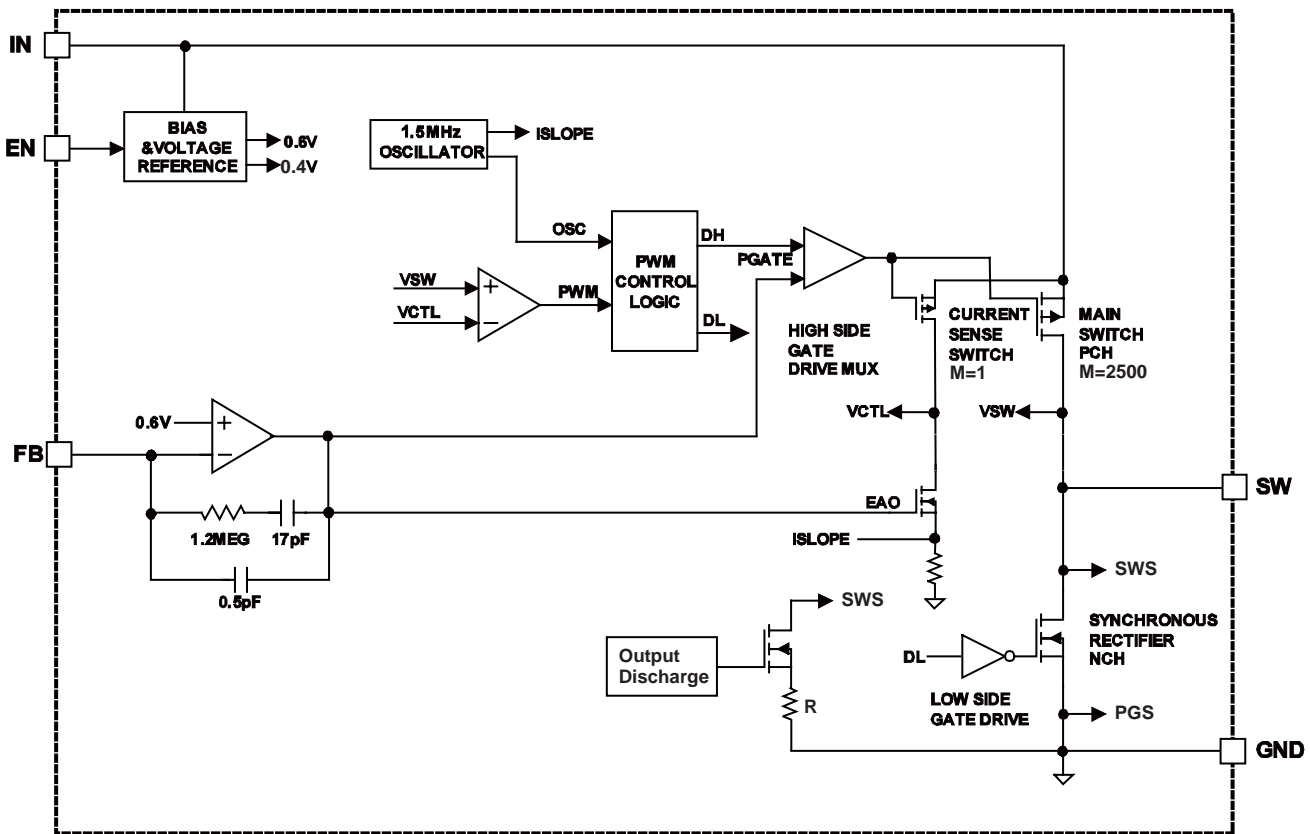 IN
EN
BIAS
&VOLTAGE
REFERENCE
0.6V
0.4V
1.5MHz
OSCILLATOR
ISLOPE
OSC
VSW
+
VCTL
−
PWM
PWM
CONTROL
LOGIC
DH
DL
PGATE
HIGH SIDE
GATE
DRIVE MUX
CURRENT
SENSE
SWITCH
M=1
MAIN
SWITCH
PCH
M=2500
VCTL
VSW
0.6V
+
−
FB
1.2MEG
17pF
0.5pF
EAO
ISLOPE
SW
SWS
SWS
Output
Discharge
R
DL
LOW SIDE
GATE DRIVE
SYNCHRONOUS
RECTIFIER
NCH
PGS
GND